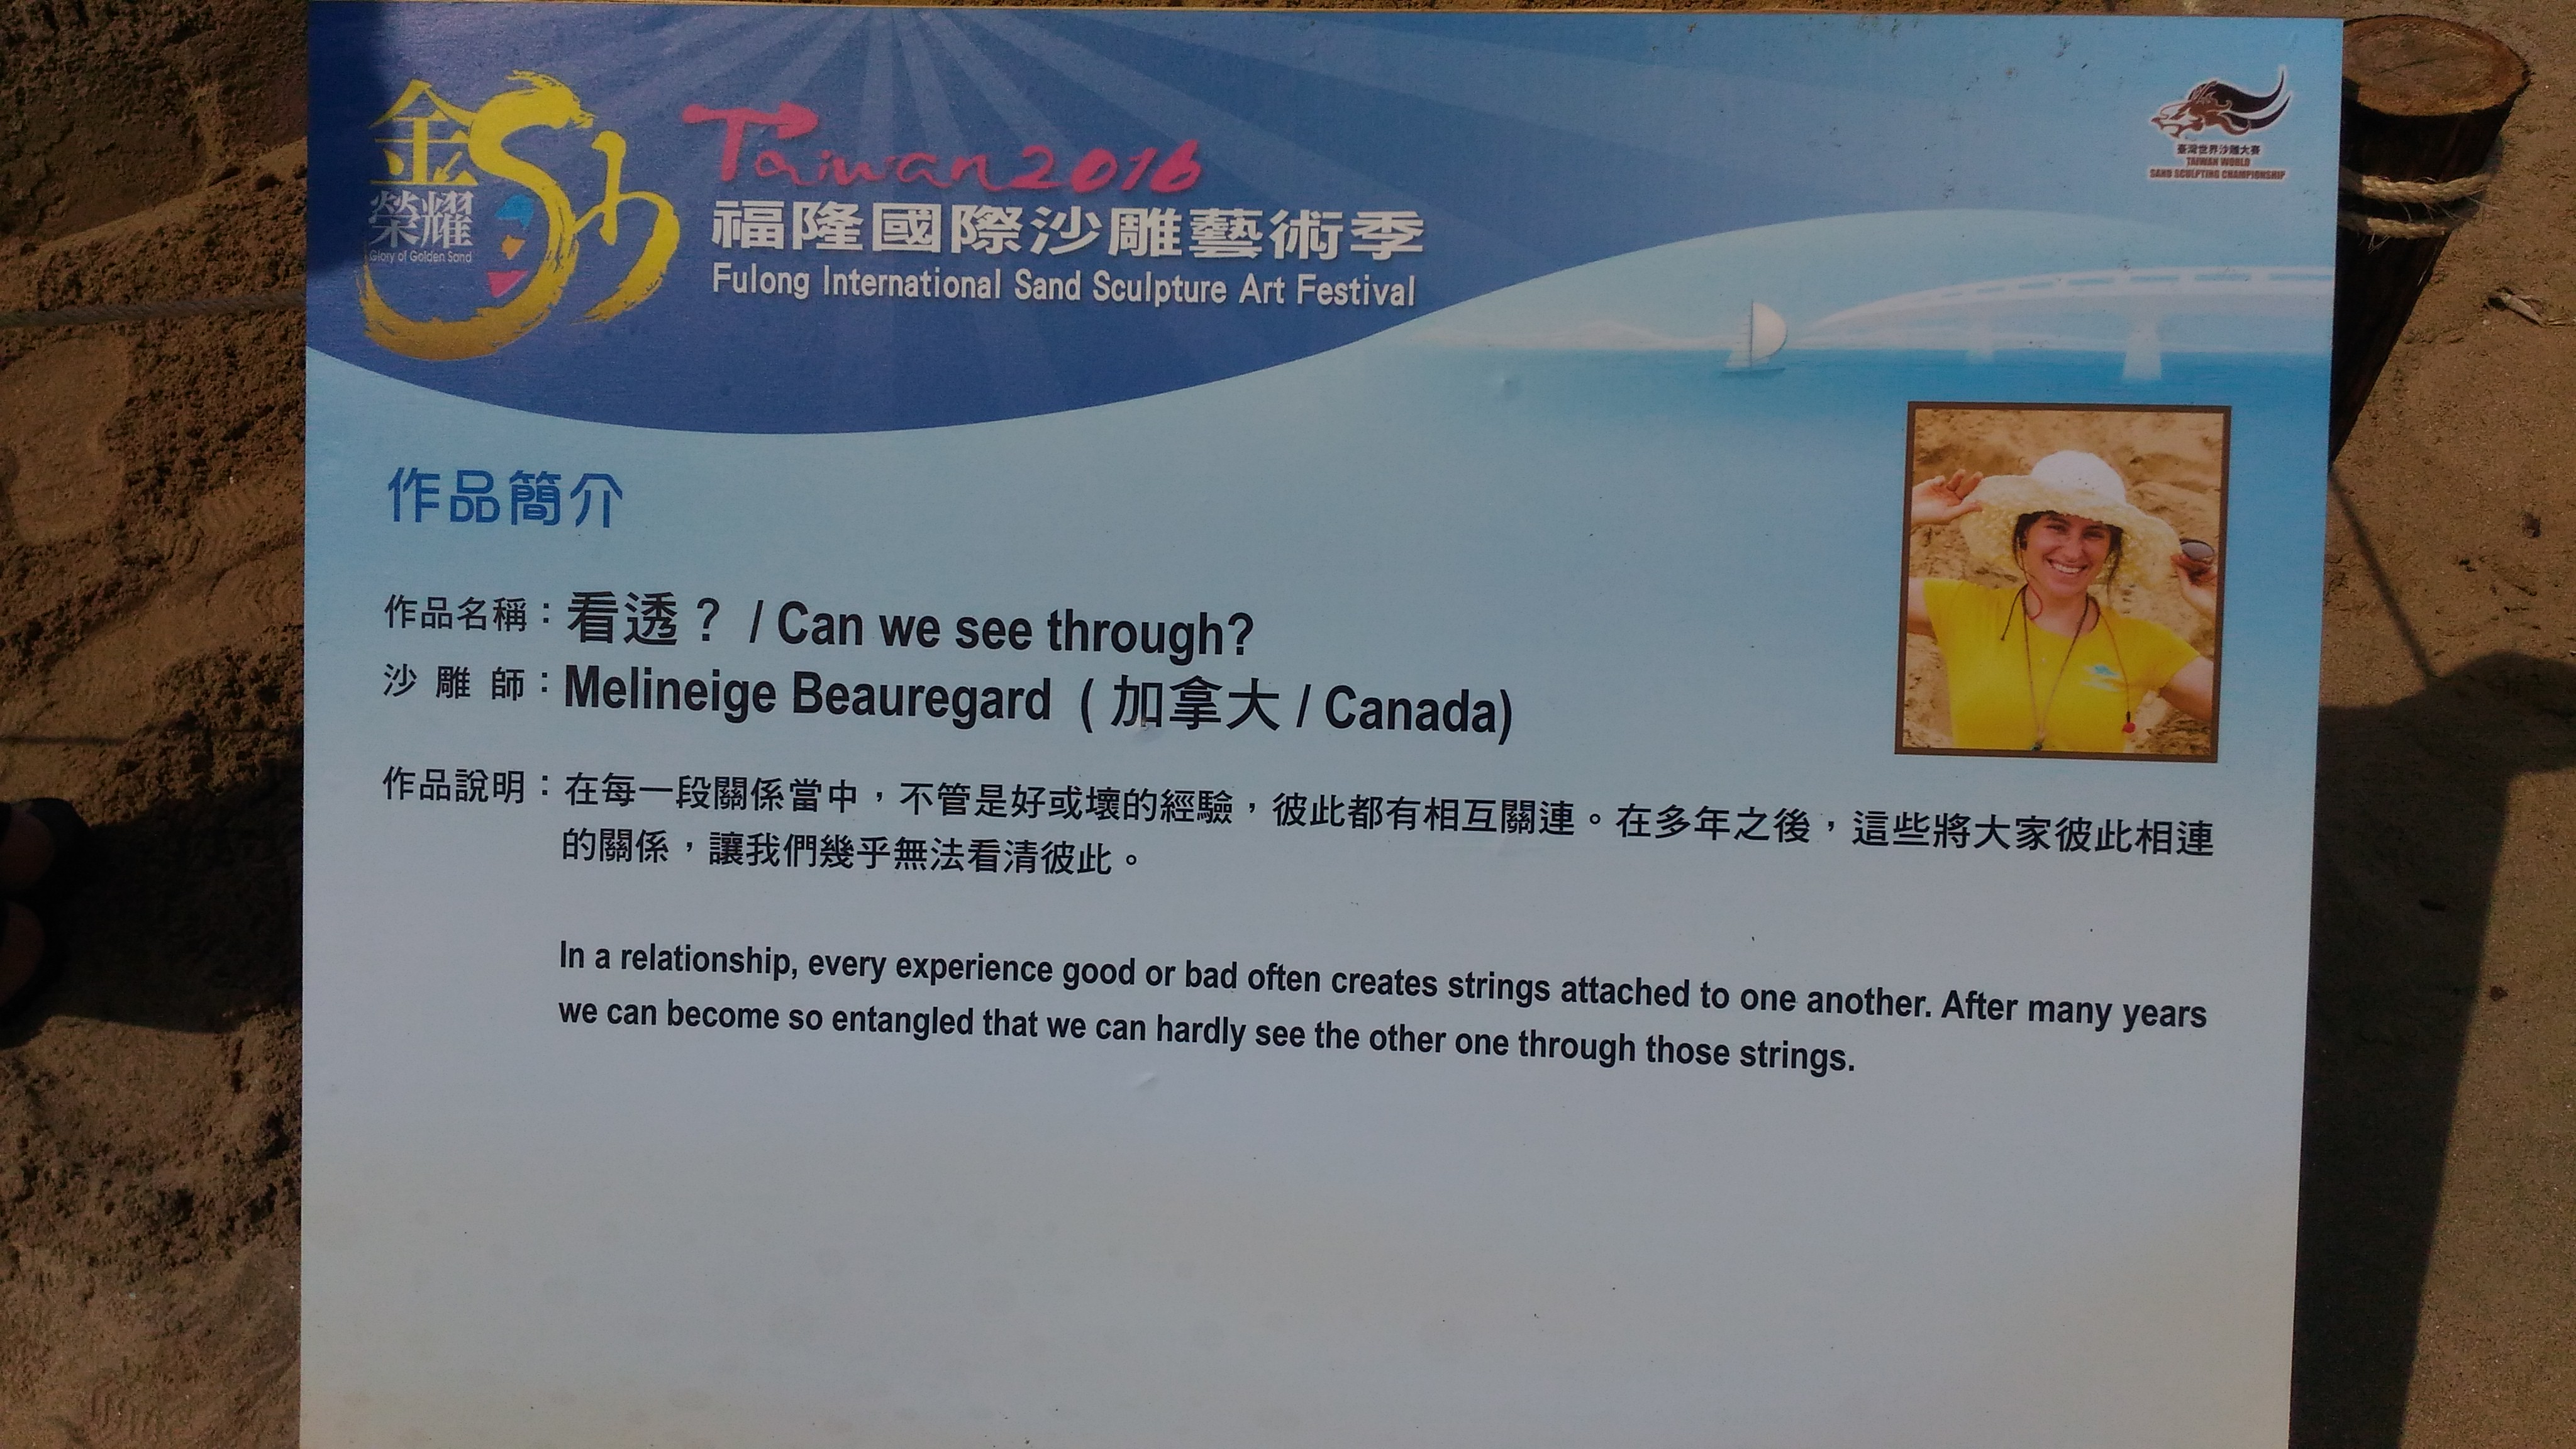 金沙
榮耀
Glory of Golden Sand
Taiwan 2016
福隆國際沙雕藝術季
Fulong International Sand Sculpture Art Festival
臺灣世界沙雕大賽
TAIWAN WORLD
SAND SCULPTING CHAMPIONSHIP
作品簡介
作品名稱：看透？ / Can we see through?
沙雕師：Melineige Beauregard ( 加拿大 / Canada)
作品說明：在每一段關係當中，不管是好或壞的經驗，彼此都有相互關連。在多年之後，這些將大家彼此相連
的關係，讓我們幾乎無法看清彼此。
In a relationship, every experience good or bad often creates strings attached to one another. After many years
we can become so entangled that we can hardly see the other one through those strings.